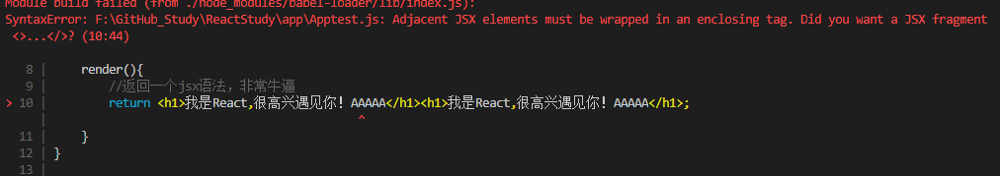 Module build failed (from ./node_modules/babel-loader/lib/index.js):
SyntaxError: F:\GitHub_Study\ReactStudy\app\Apptest.js: Adjacent JSX elements must be wrapped in an enclosing tag. Did you want a JSX fragment
<>...</>? (10:44)
8 | render(){
9 | //返回一个jsx语法，非常牛逼
> 10 | return <h1>我是React,很高兴遇见你！AAAAA</h1><h1>我是React,很高兴遇见你！AAAAA</h1>;
| ^
11 | }
12 | }
13 |